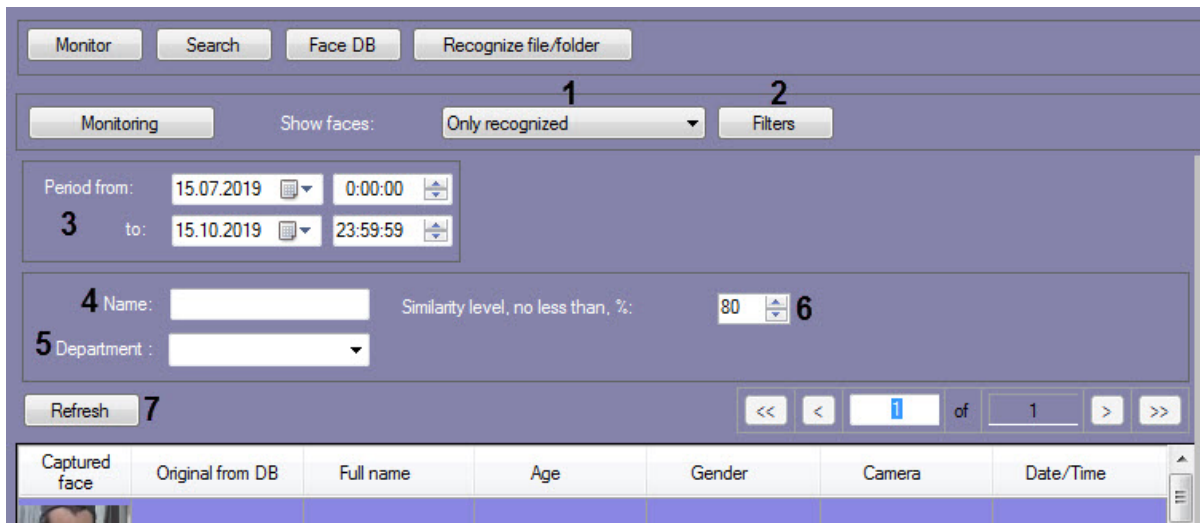 Monitor Search Face DB Recognize file/folder
1 2
Monitoring Show faces: Only recognized Filters
Period from: 15.07.2019 0:00:00
3 to: 15.10.2019 23:59:59
4 Name: Similarity level, no less than, %: 80 6
5 Department :
Refresh 7 << < 1 of 1 > >>
Captured face Original from DB Full name Age Gender Camera Date/Time